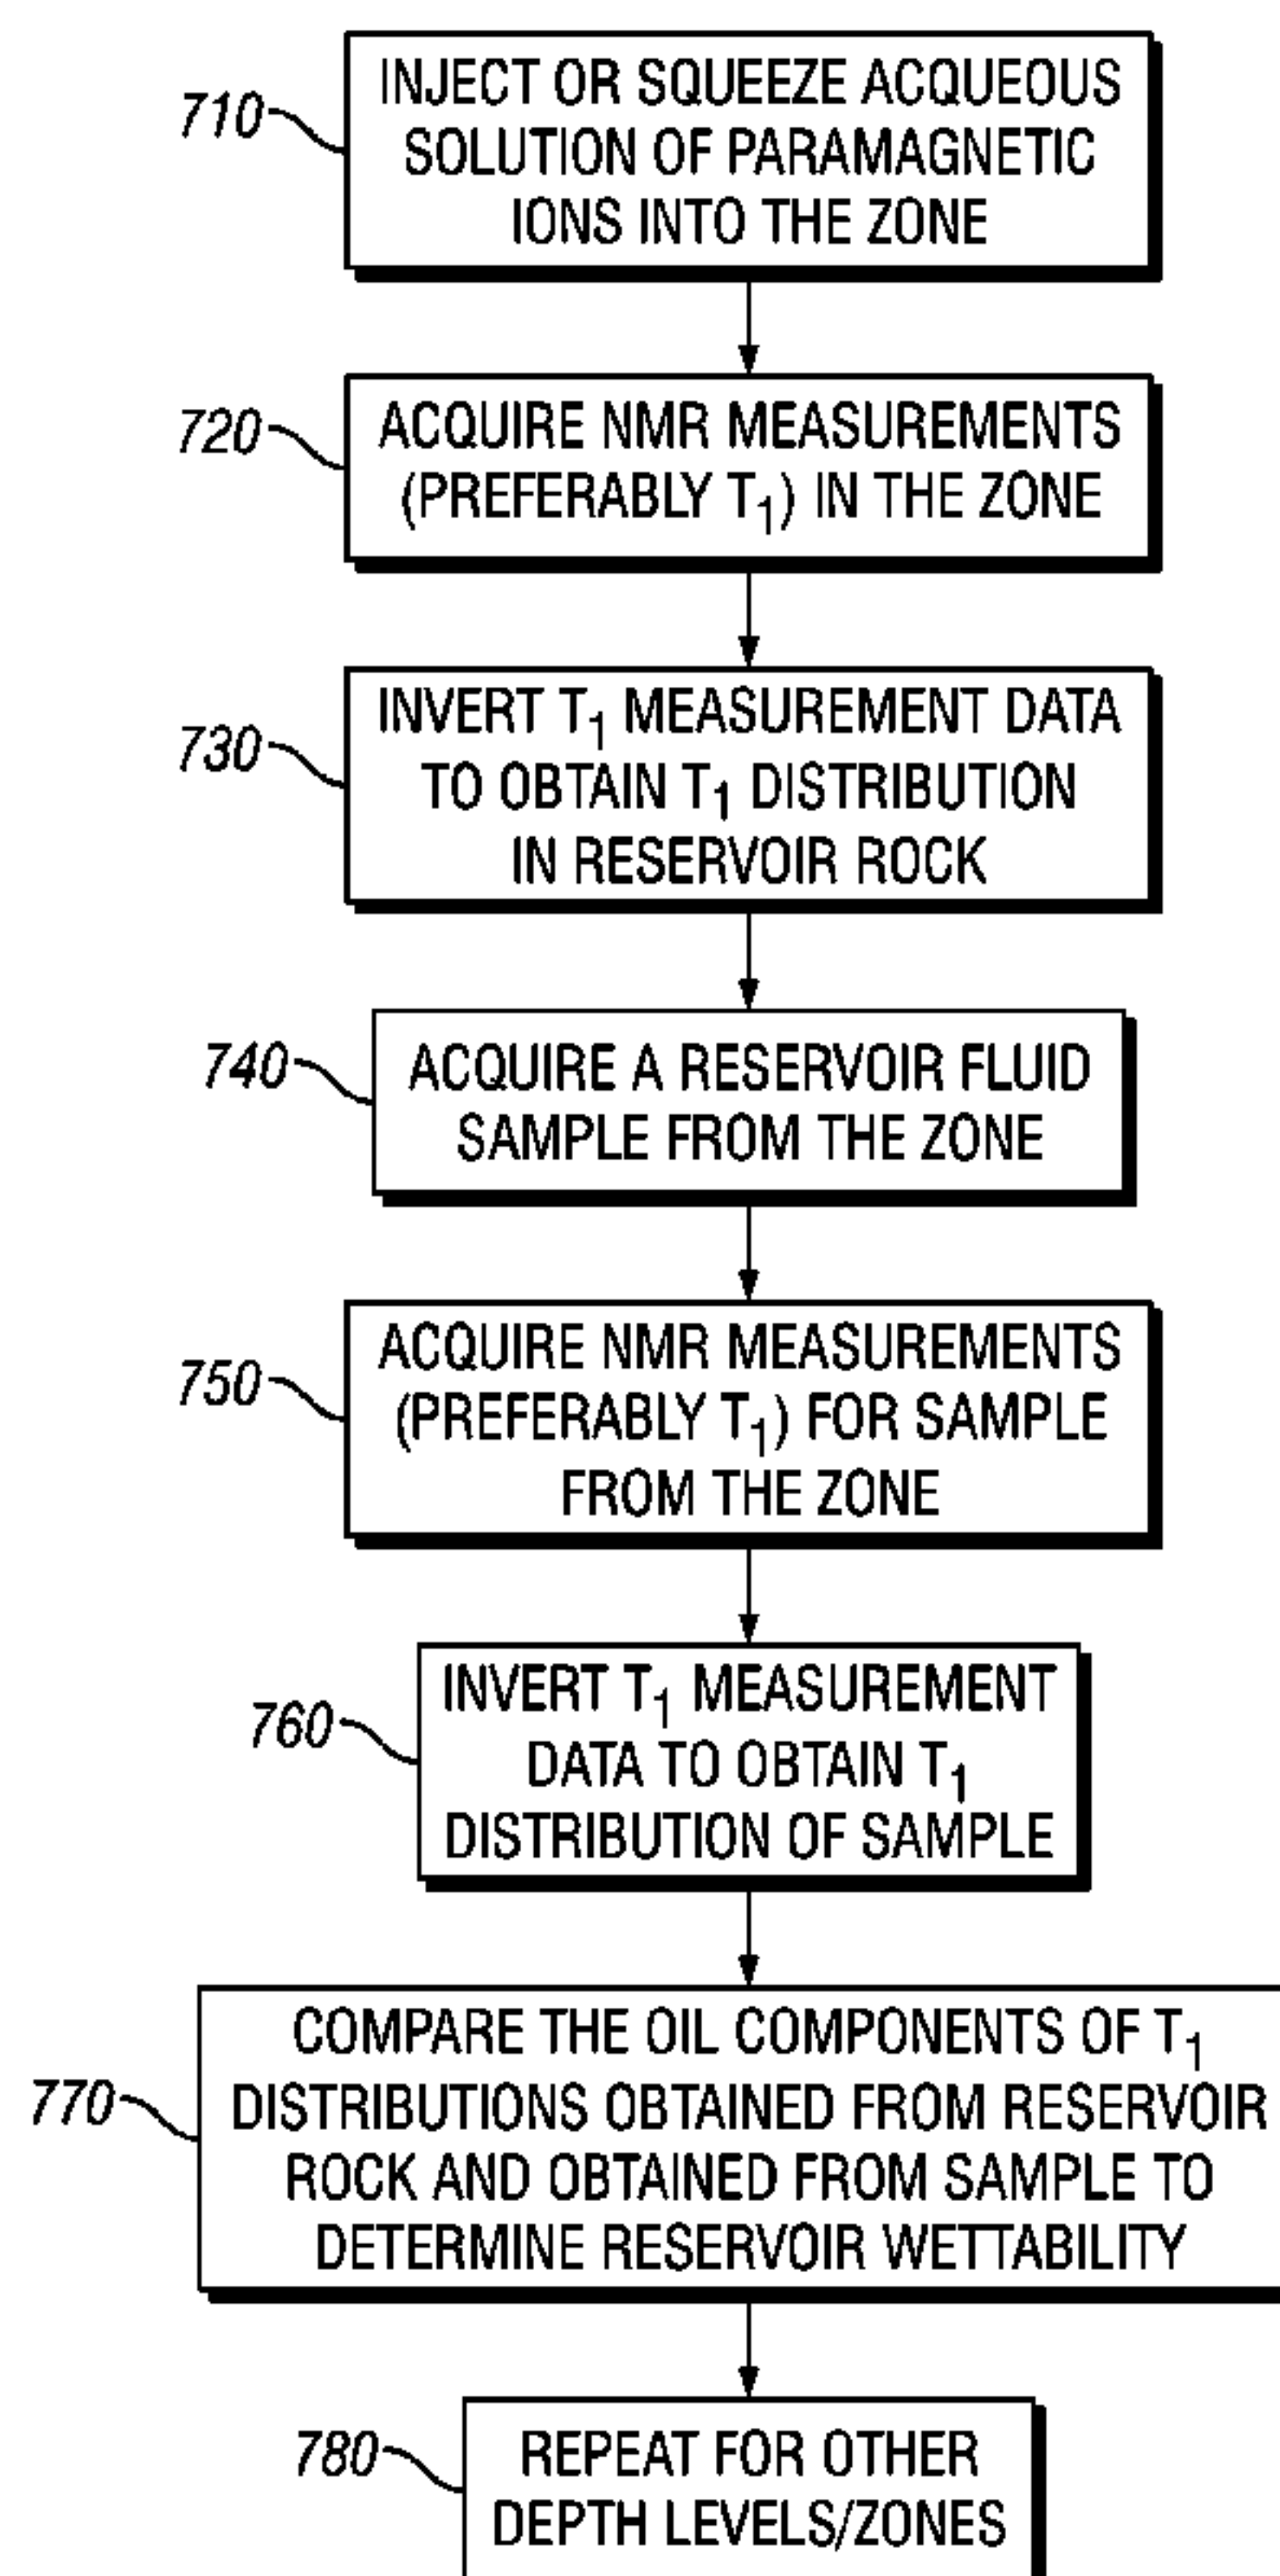 710
INJECT OR SQUEEZE ACQUEOUS
SOLUTION OF PARAMAGNETIC
IONS INTO THE ZONE
720
ACQUIRE NMR MEASUREMENTS
(PREFERABLY T1) IN THE ZONE
730
INVERT T1 MEASUREMENT DATA
TO OBTAIN T1 DISTRIBUTION
IN RESERVOIR ROCK
740
ACQUIRE A RESERVOIR FLUID
SAMPLE FROM THE ZONE
750
ACQUIRE NMR MEASUREMENTS
(PREFERABLY T1) FOR SAMPLE
FROM THE ZONE
760
INVERT T1 MEASUREMENT
DATA TO OBTAIN T1
DISTRIBUTION OF SAMPLE
770
COMPARE THE OIL COMPONENTS OF T1
DISTRIBUTIONS OBTAINED FROM RESERVOIR
ROCK AND OBTAINED FROM SAMPLE TO
DETERMINE RESERVOIR WETTABILITY
780
REPEAT FOR OTHER
DEPTH LEVELS/ZONES